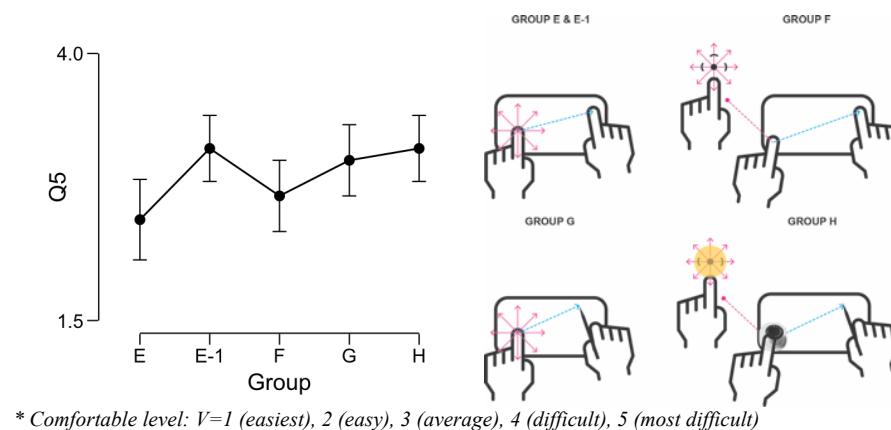 GROUP E & E-1
GROUP F
4.0
Q5
1.5
E
E-1
F
G
H
Group
GROUP G
GROUP H
* Comfortable level: V=1 (easiest), 2 (easy), 3 (average), 4 (difficult), 5 (most difficult)